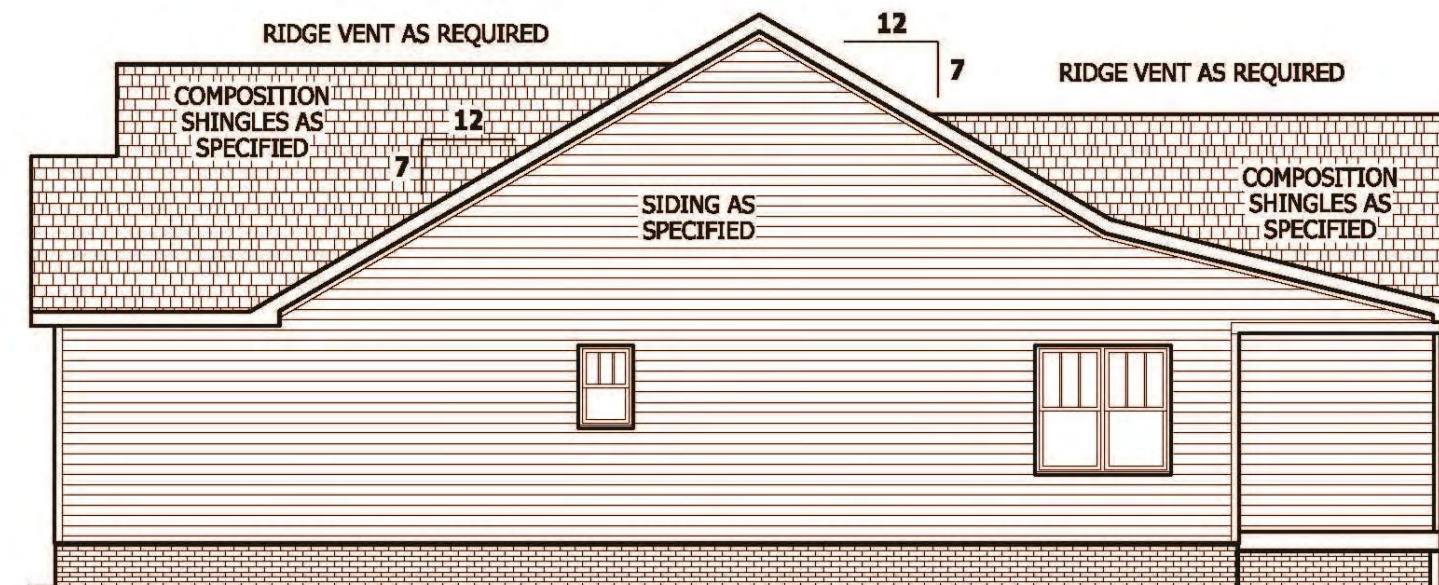 RIDGE VENT AS REQUIRED
12
7
RIDGE VENT AS REQUIRED
COMPOSITION
SHINGLES AS
SPECIFIED
12
7
SIDING AS
SPECIFIED
COMPOSITION
SHINGLES AS
SPECIFIED